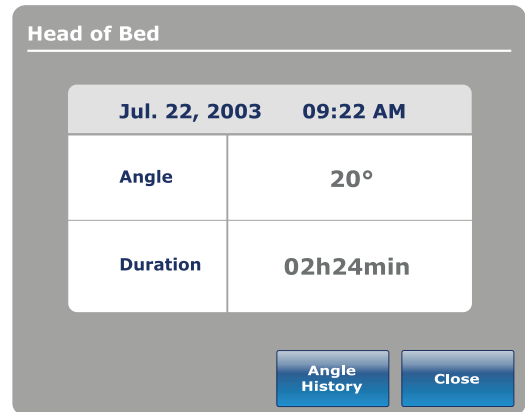 Head of Bed
Jul. 22, 2003 09:22 AM
Angle 20°
Duration 02h24min
Angle
History
Close